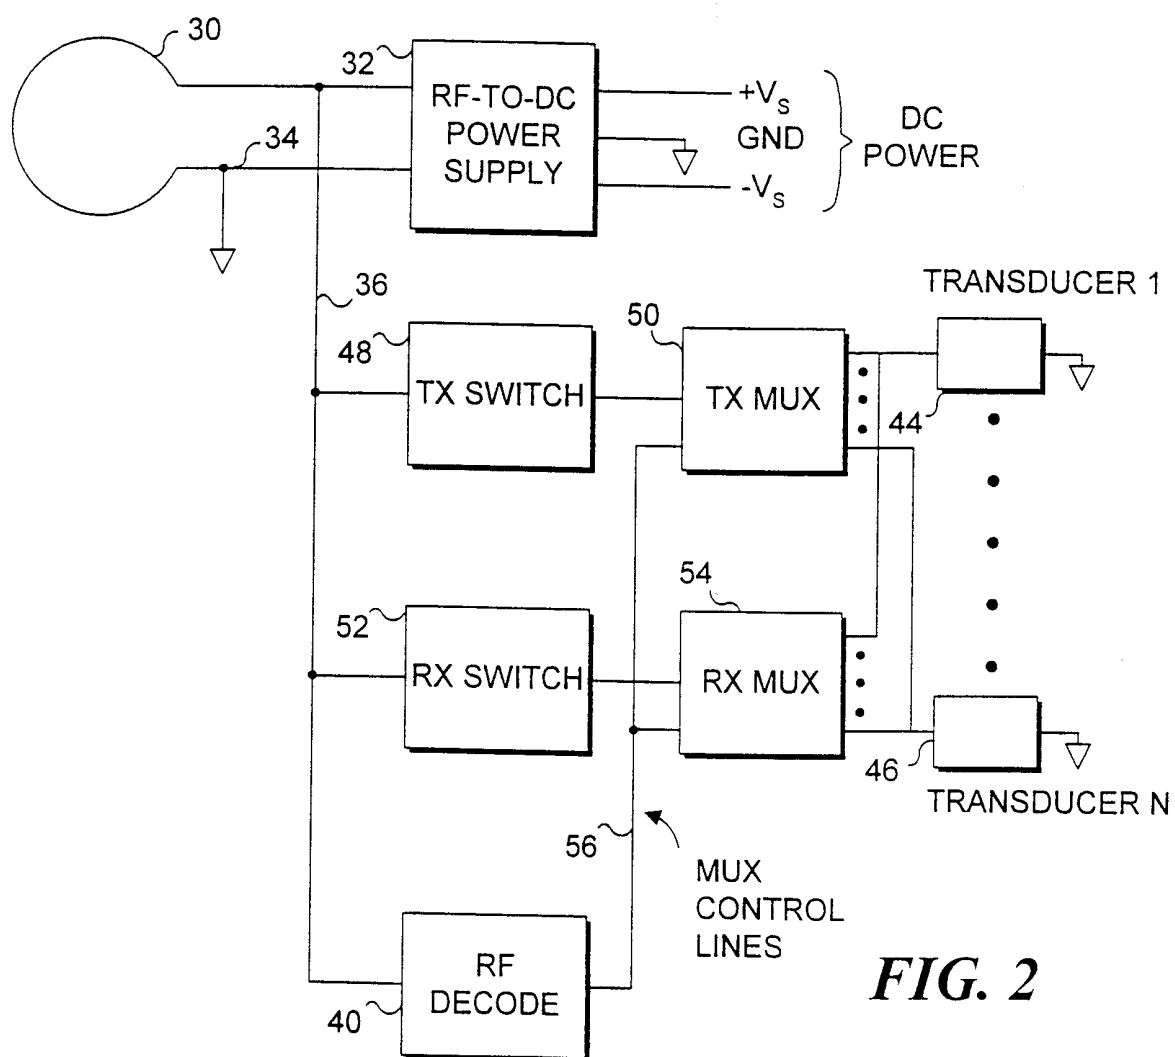 30
32
RF-TO-DC
POWER
SUPPLY
+VS
GND
-VS
DC
POWER
34
36
48
TX SWITCH
50
TX MUX
TRANSDUCER 1
44
52
RX SWITCH
54
RX MUX
46
TRANSDUCER N
56
MUX
CONTROL
LINES
RF
DECODE
40
FIG. 2